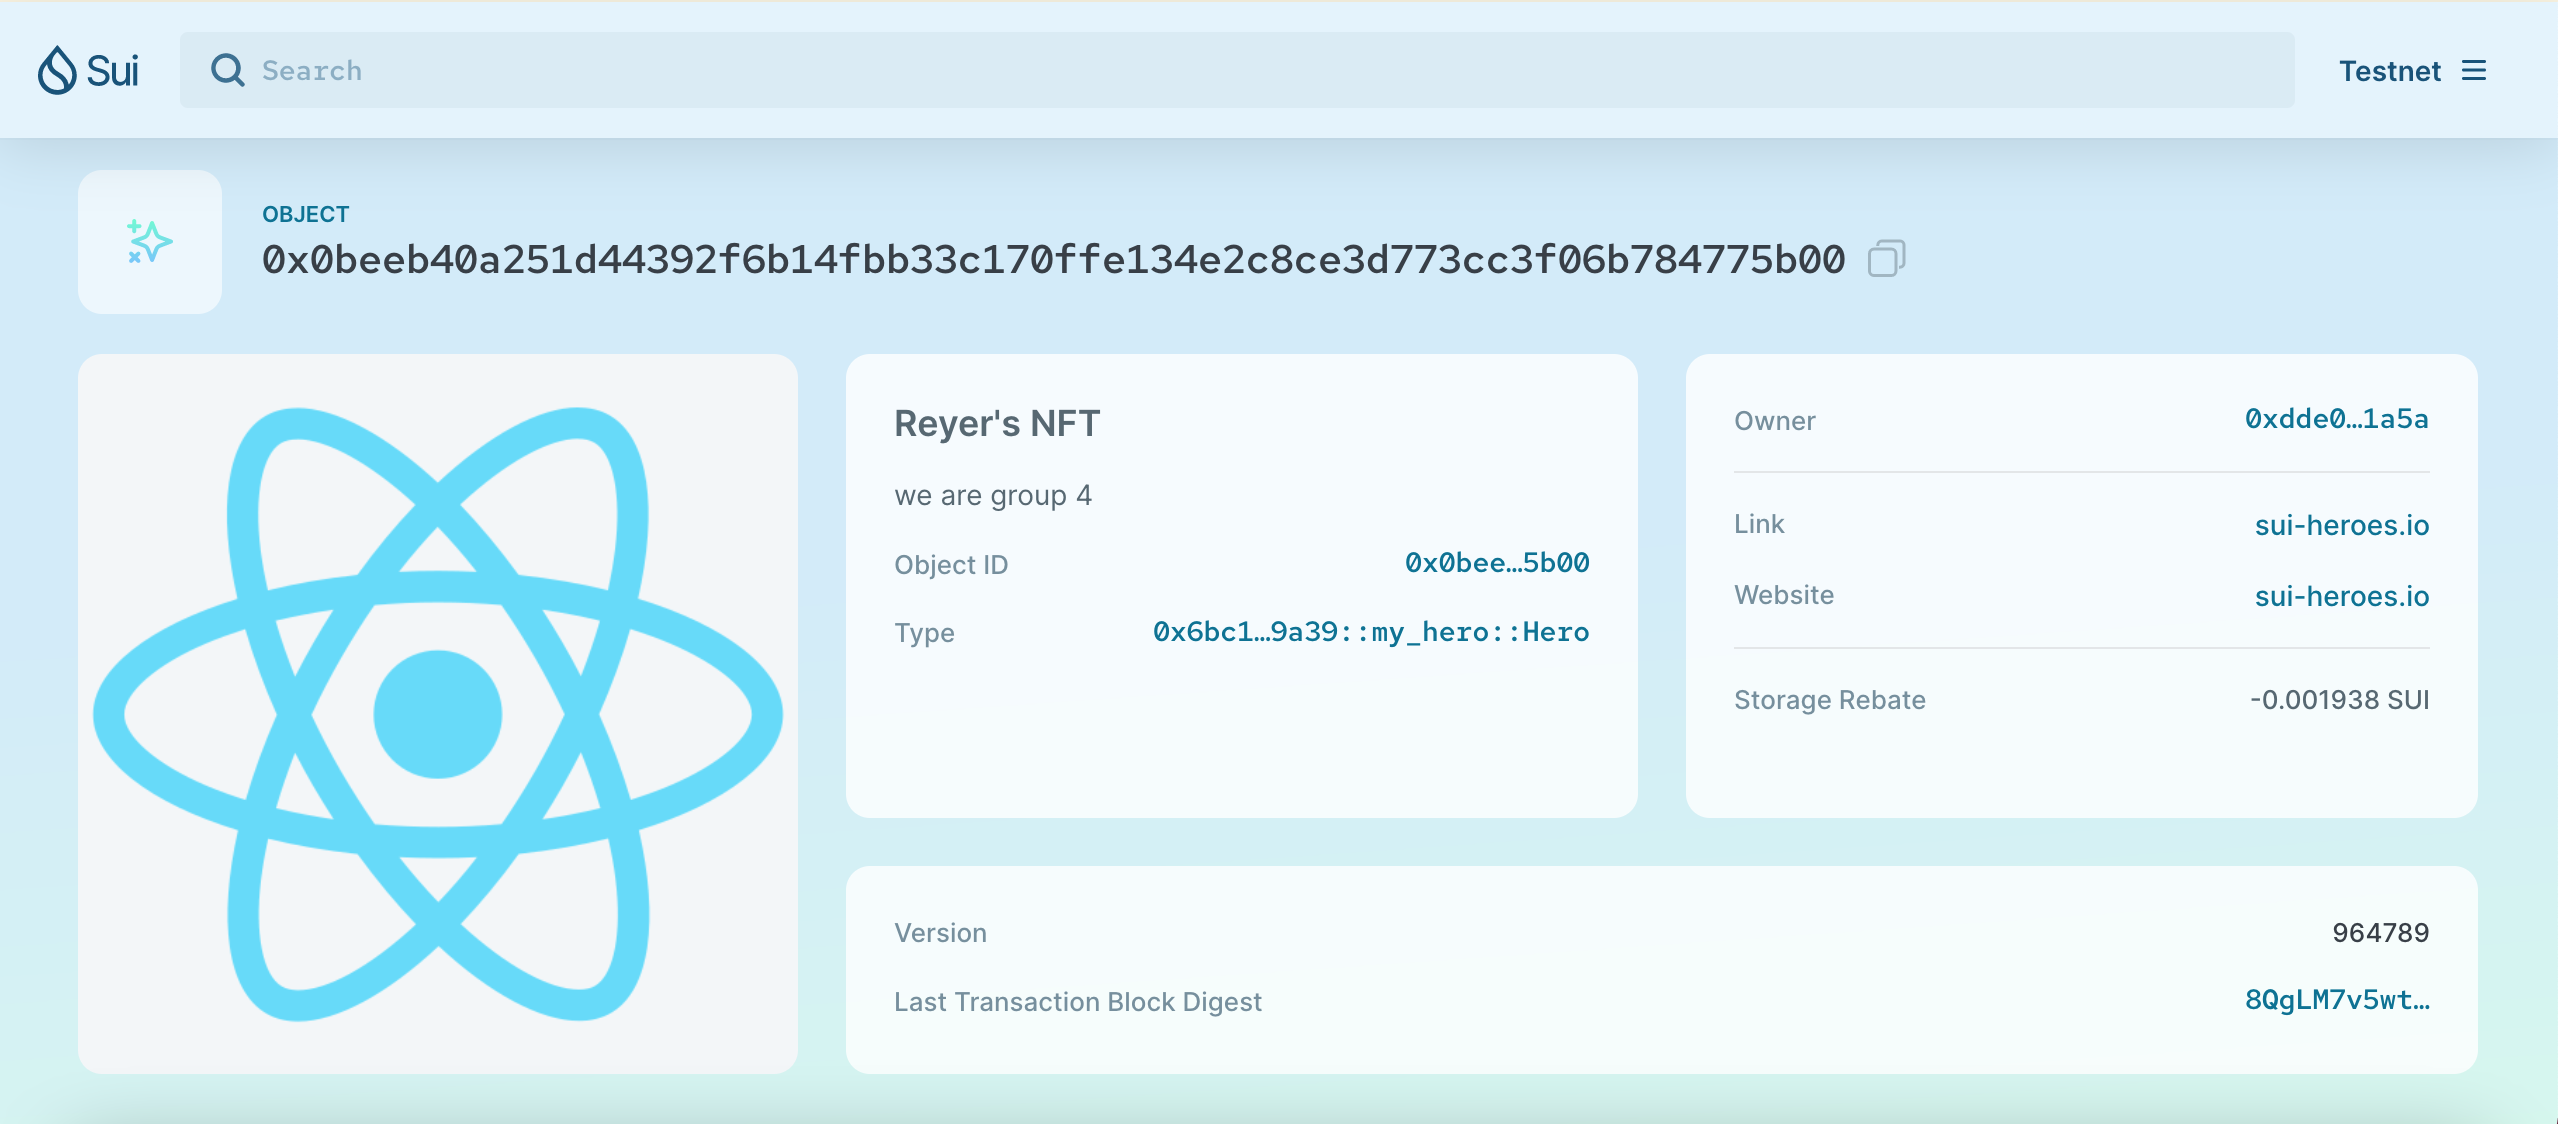 Sui
Search
Testnet
OBJECT
0x0beeb40a251d44392f6b14fbb33c170ffe134e2c8ce3d773cc3f06b784775b00
Reyer's NFT
we are group 4
Object ID 0x0bee…5b00
Type 0x6bc1…9a39::my_hero::Hero
Owner 0xdde0…1a5a
Link sui-heroes.io
Website sui-heroes.io
Storage Rebate -0.001938 SUI
Version 964789
Last Transaction Block Digest 8QgLM7v5wt…